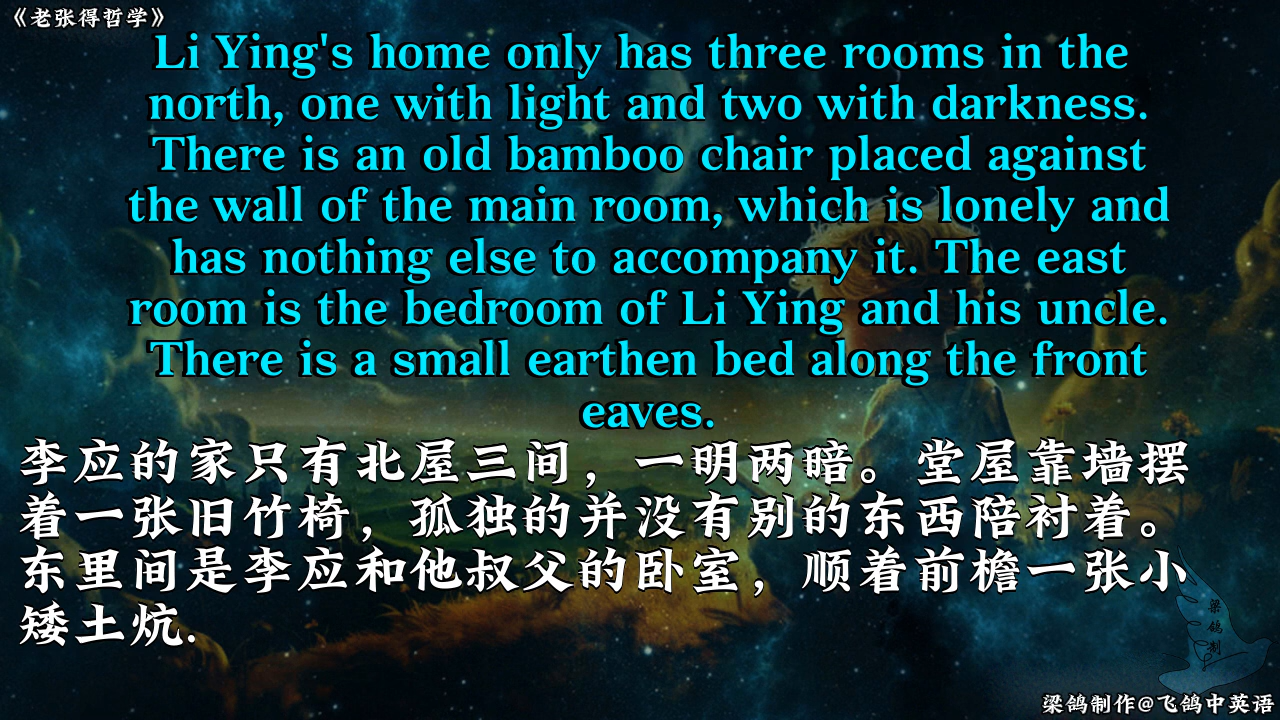 《老张得哲学》
Li Ying's home only has three rooms in the
north, one with light and two with darkness.
There is an old bamboo chair placed against
the wall of the main room, which is lonely and
has nothing else to accompany it. The east
room is the bedroom of Li Ying and his uncle.
There is a small earthen bed along the front
eaves.
李应的家只有北屋三间，一明两暗。堂屋靠墙摆
着一张旧竹椅，孤独的并没有别的东西陪衬着。
东里间是李应和他叔父的卧室，顺着前檐一张小
矮土炕.
梁鸽制
梁鸽制作@飞鸽中英语